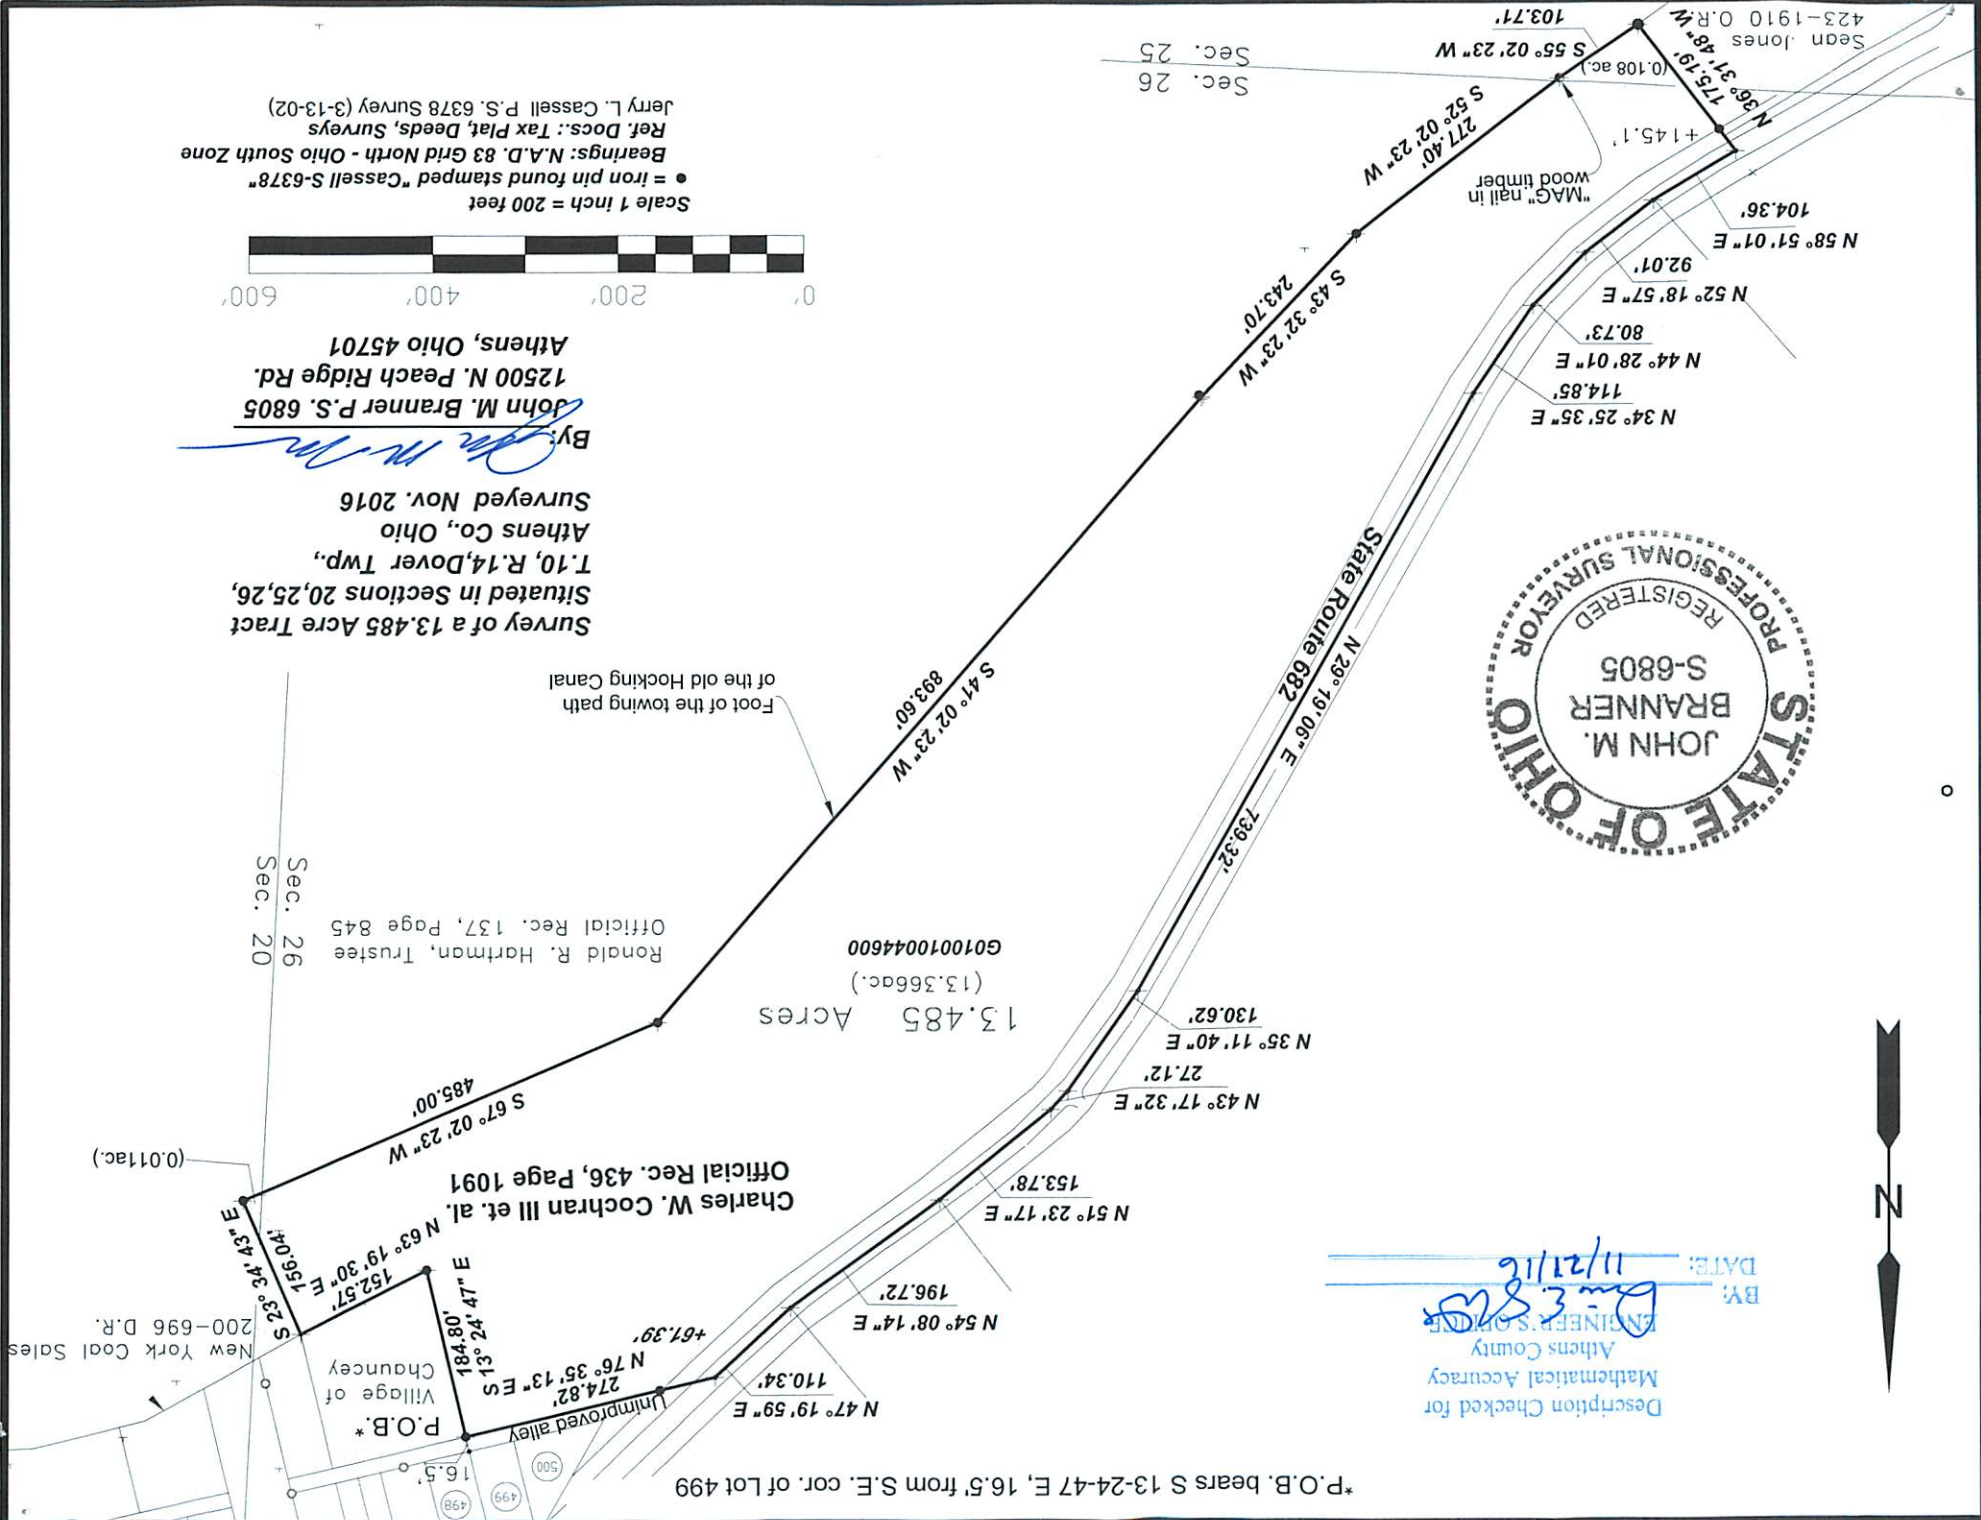 *P.O.B. bears S 13-24-47 E, 16.5' from S.E. cor. of Lot 499
498
499
500
16.5'
P.O.B.*
Village of
Chauncey
Unimproved alley
274.82'
N 76° 35' 13" E
+61.39'
184.80'
S 13° 24' 47" E
New York Coal Sales
200-696 D.R.
S 23° 34' 43" E
156.04'
152.57'
N 63° 19' 30" E
(0.011ac.)
Charles W. Cochran III et. al.
Official Rec. 436, Page 1091
S 67° 02' 23" W
485.00'
N 47° 19' 59" E
110.34'
N 54° 08' 14" E
196.72'
N 51° 23' 17" E
153.78'
N 43° 17' 32" E
27.12'
N 35° 11' 40" E
130.62'
Description Checked for
Mathematical Accuracy
Athens County
ENGINEER'S OFFICE
BY:
DATE: 11/21/16
N
13.485 Acres
(13.366ac.)
G010010044600
Ronald R. Hartman, Trustee
Official Rec. 137, Page 845
Sec. 26
Sec. 20
739.32'
N 29° 19' 06" E
State Route 682
S 41° 02' 23" W
893.60'
Foot of the towing path
of the old Hocking Canal
STATE OF OHIO
JOHN M.
BRANNER
S-6805
REGISTERED
PROFESSIONAL SURVEYOR
Survey of a 13.485 Acre Tract
Situated in Sections 20,25,26,
T.10, R.14,Dover Twp.,
Athens Co., Ohio
Surveyed Nov. 2016
By:
John M. Branner P.S. 6805
12500 N. Peach Ridge Rd.
Athens, Ohio 45701
0' 200' 400' 600'
Scale 1 inch = 200 feet
● = iron pin found stamped "Cassell S-6378"
Bearings: N.A.D. 83 Grid North - Ohio South Zone
Ref. Docs.: Tax Plat, Deeds, Surveys
Jerry L. Cassell P.S. 6378 Survey (3-13-02)
N 34° 25' 35" E
114.85'
N 44° 28' 01" E
80.73'
N 52° 18' 57" E
92.01'
N 58° 51' 01" E
104.36'
S 43° 32' 23" W
243.70'
277.40'
S 52° 02' 23" W
"MAG" nail in
wood timber
+145.1'
N 36° 31' 48" W
175.19'
(0.108 ac.)
S 55° 02' 23" W
103.71'
Sec. 26
Sec. 25
Sean Jones
423-1910 O.R.